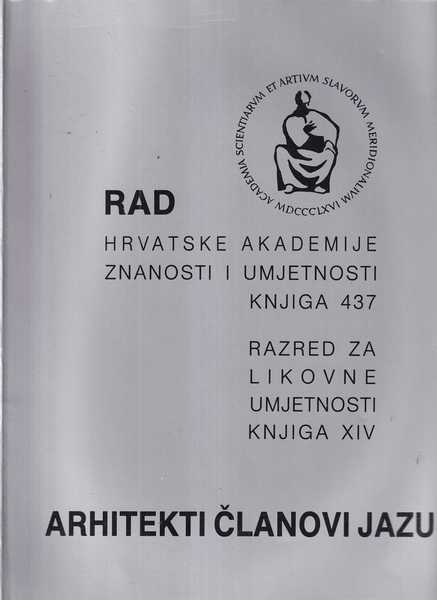 ACADEMIA SCIENTIARVM ET ARTIVM SLAVORVM MERIDIONALIVM
MDCCCLXVI
RAD
HRVATSKE AKADEMIJE
ZNANOSTI I UMJETNOSTI
KNJIGA 437
RAZRED ZA
LIKOVNE
UMJETNOSTI
KNJIGA XIV
ARHITEKTI ČLANOVI JAZU